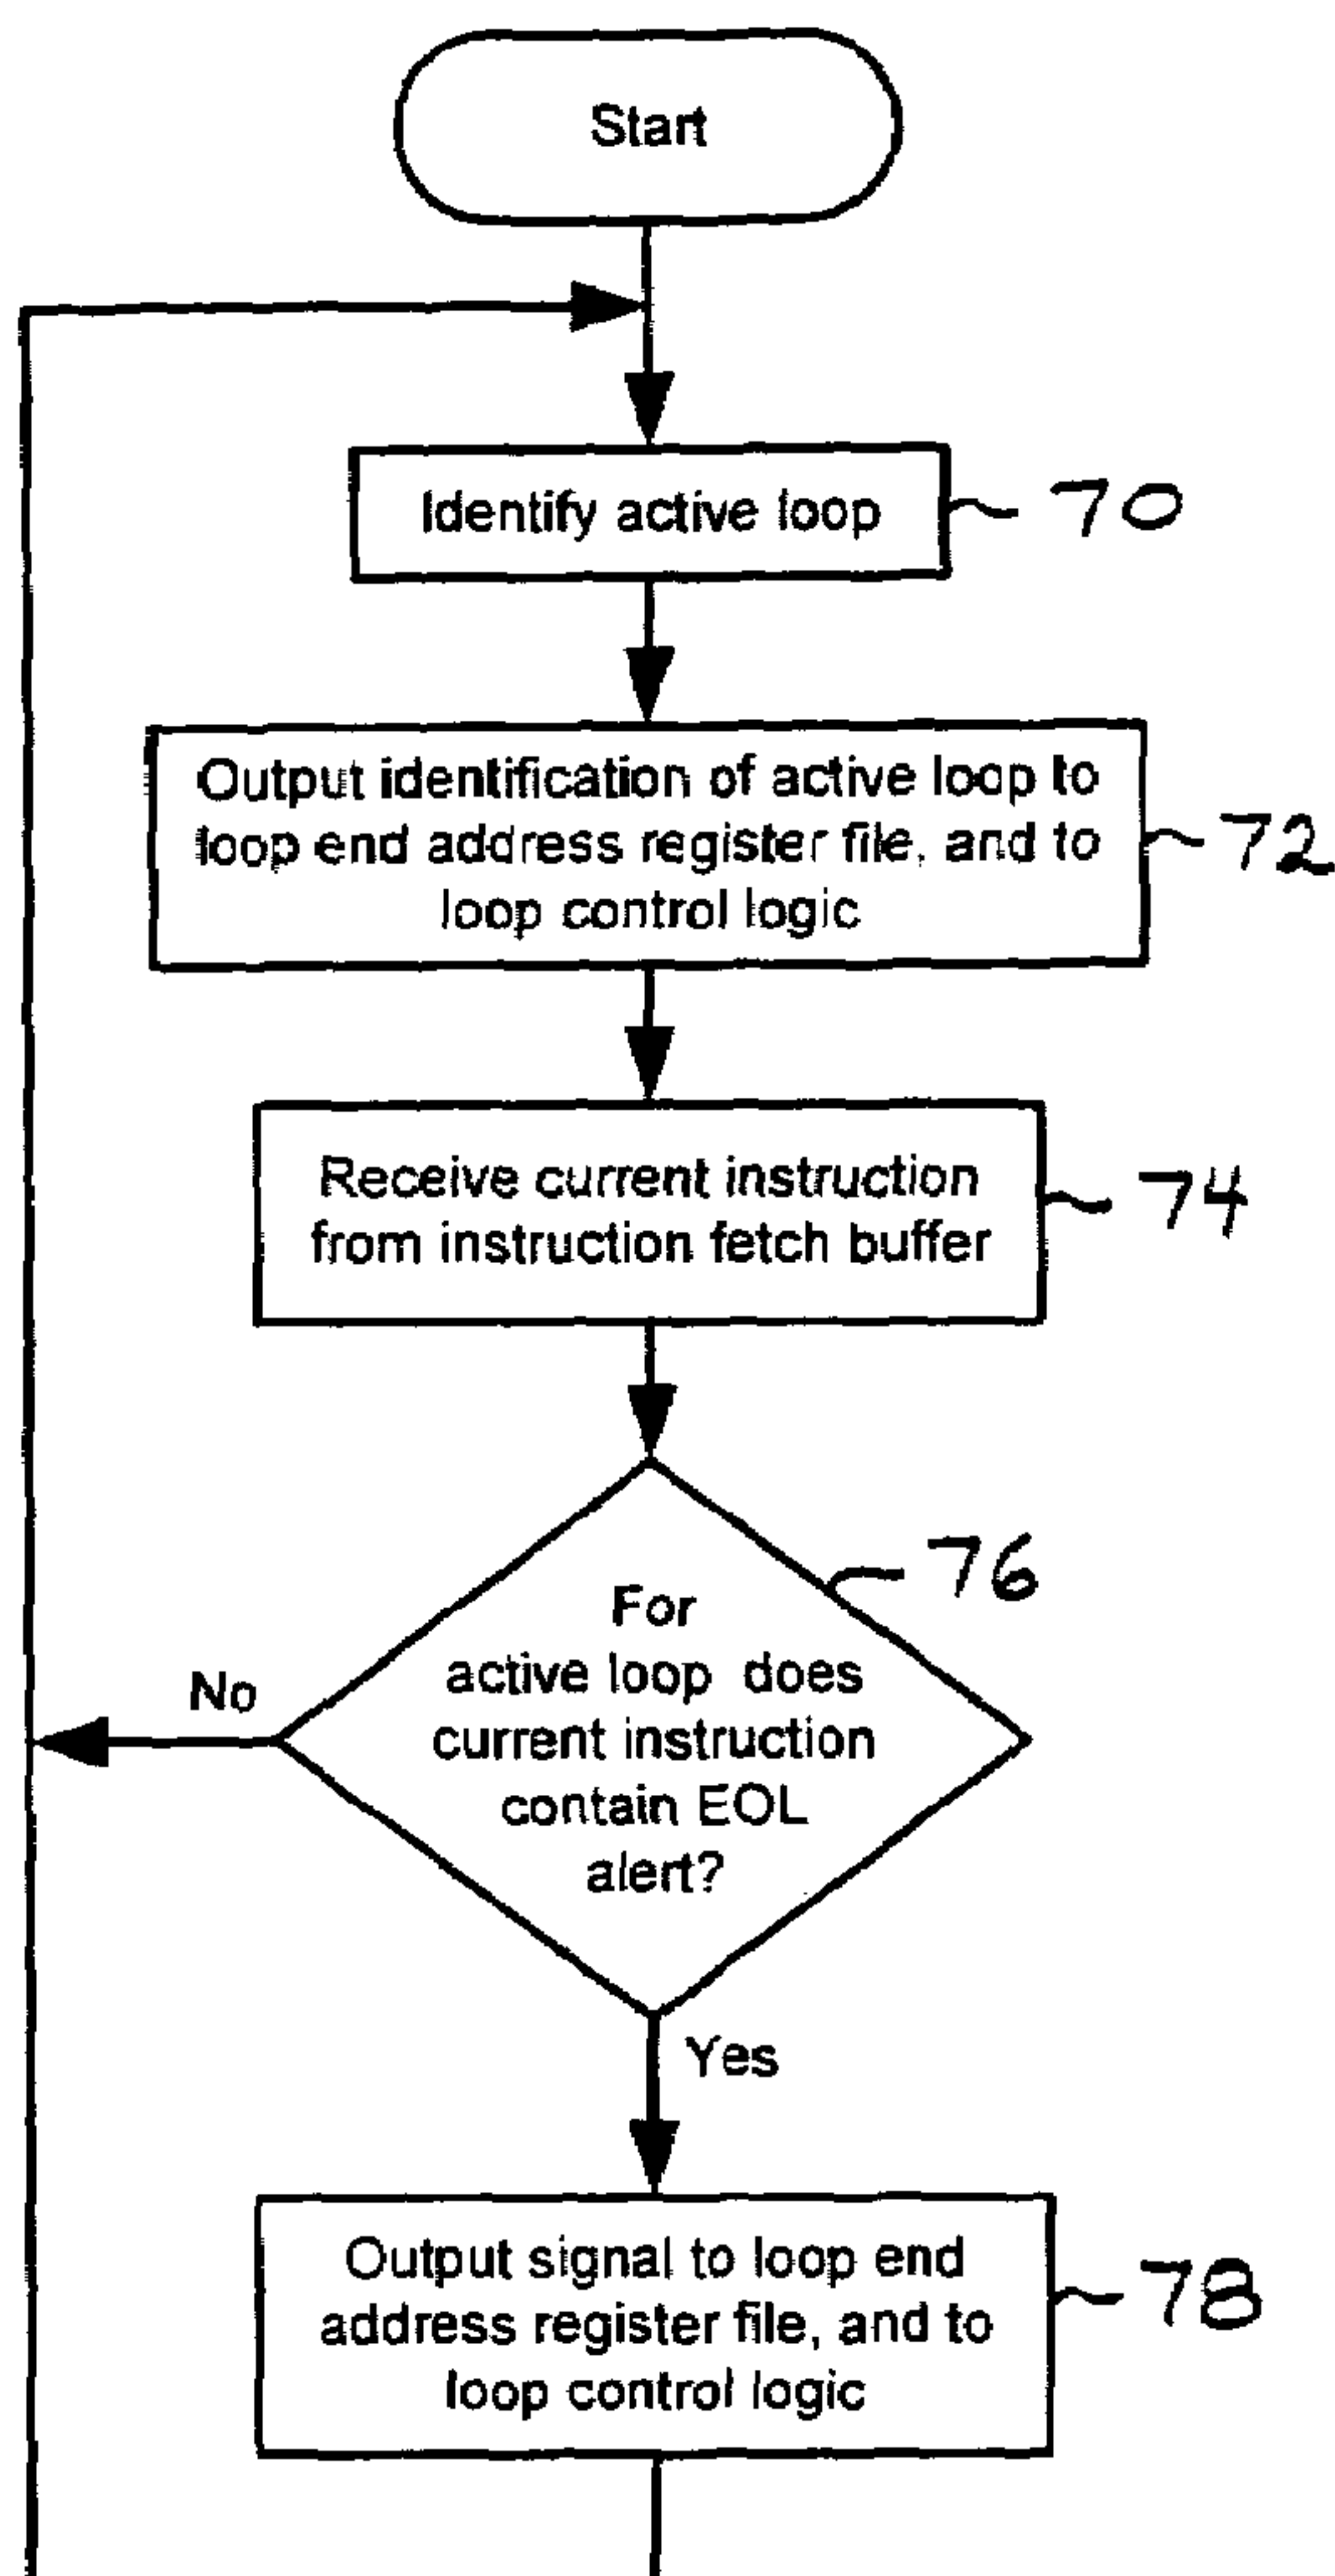 Start
Identify active loop
70
Output identification of active loop to
loop end address register file, and to
loop control logic
72
Receive current instruction
from instruction fetch buffer
74
For
active loop does
current instruction
contain EOL
alert?
76
No
Yes
Output signal to loop end
address register file, and to
loop control logic
78